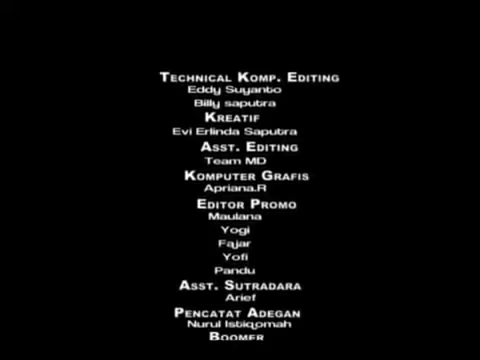 TECHNICAL KOMP. EDITING
Eddy Suyanto
Billy saputra
KREATIF
Evi Erlinda Saputra
ASST. EDITING
Team MD
KOMPUTER GRAFIS
Apriana.R
EDITOR PROMO
Maulana
Yogi
Fajar
Yofi
Pandu
ASST. SUTRADARA
Arief
PENCATAT ADEGAN
Nurul Istiqomah
BOOMER